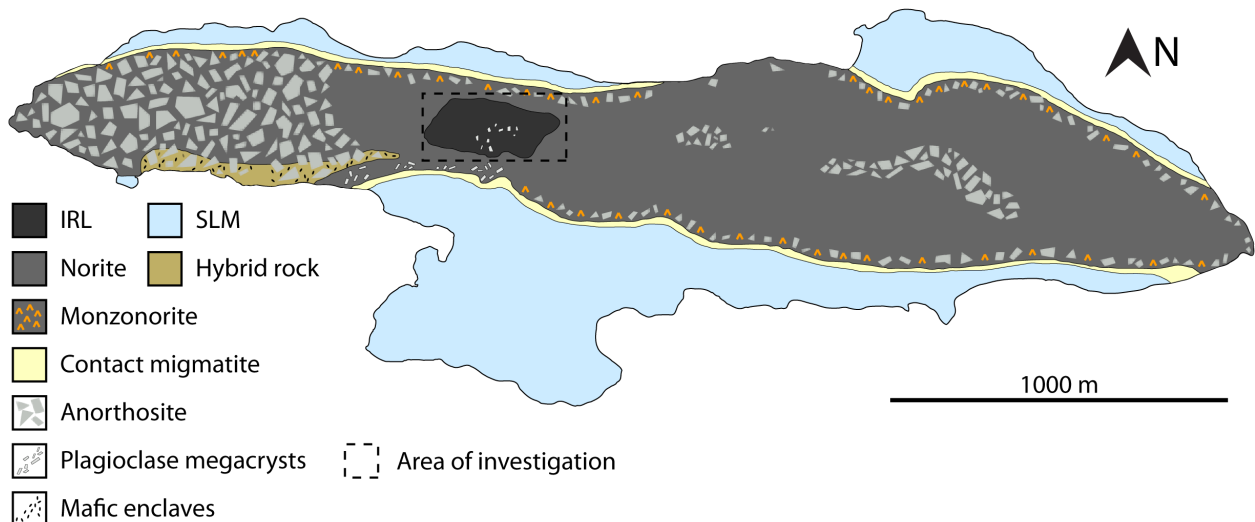 N
IRL
SLM
Norite
Hybrid rock
Monzonorite
Contact migmatite
Anorthosite
Plagioclase megacrysts
Area of investigation
Mafic enclaves
1000 m